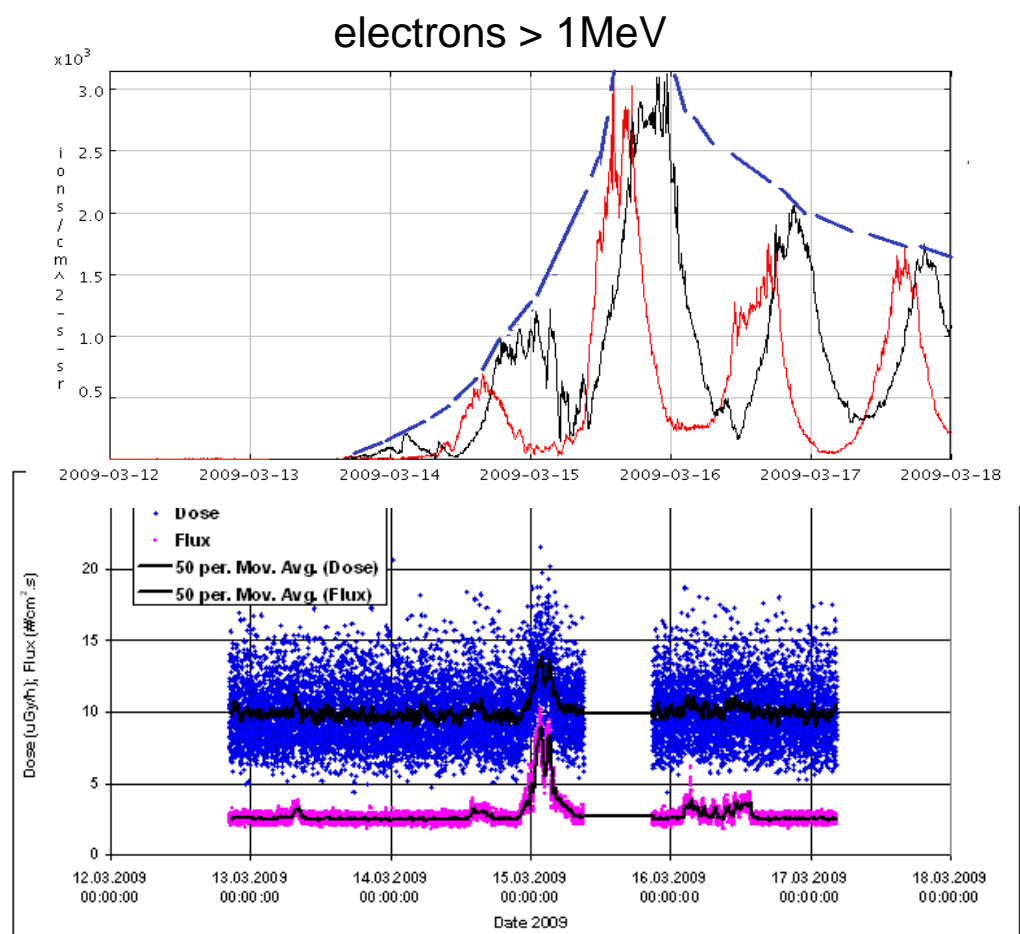 electrons > 1MeV
x10³
3.0
2.5
2.0
1.5
1.0
0.5
ions/cm^2-s-sr
2009-03-12 2009-03-13 2009-03-14 2009-03-15 2009-03-16 2009-03-17 2009-03-18
Dose
Flux
50 per. Mov. Avg. (Dose)
50 per. Mov. Avg. (Flux)
Dose (uGy/h); Flux (#/cm².s)
20
15
10
5
0
12.03.2009 13.03.2009 14.03.2009 15.03.2009 16.03.2009 17.03.2009 18.03.2009
00:00:00 00:00:00 00:00:00 00:00:00 00:00:00 00:00:00 00:00:00
Date 2009